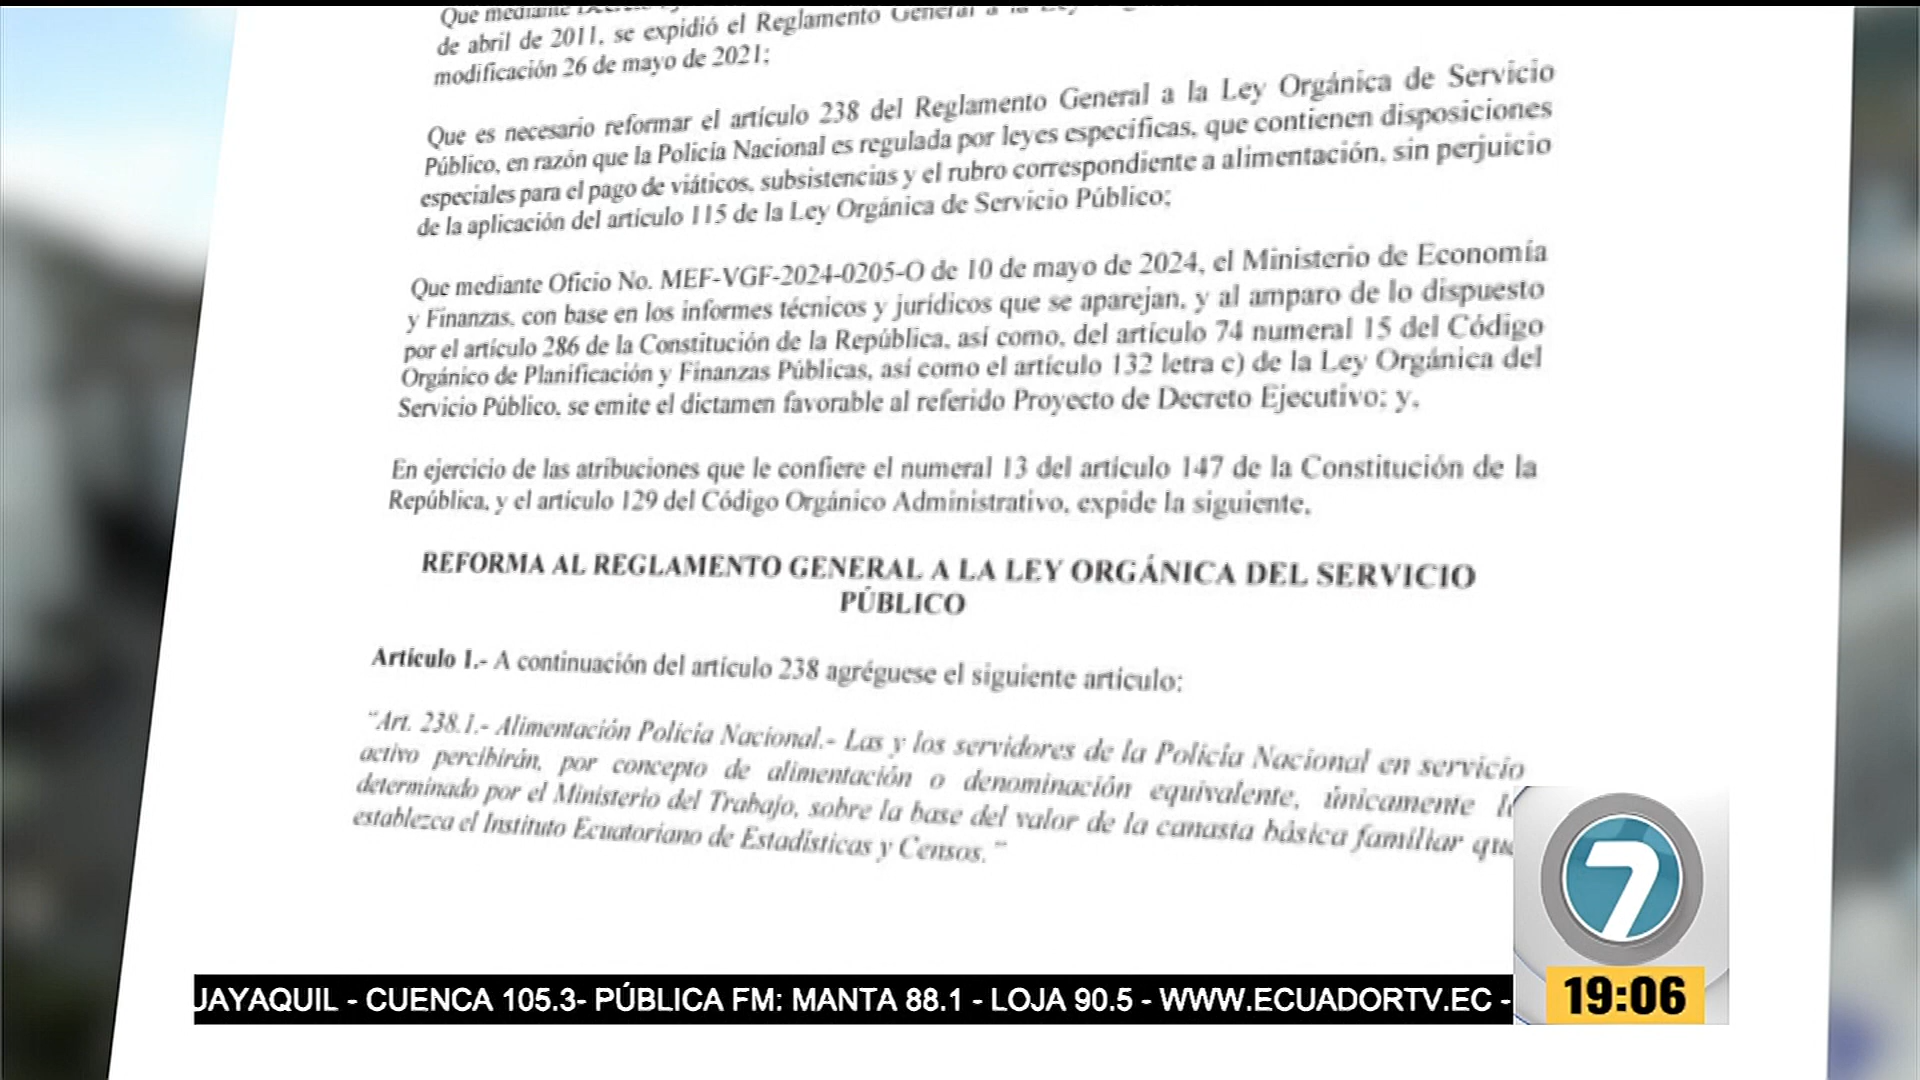 Que mediante
de abril de 2011, se expidió el Reglamento General a la
modificación 26 de mayo de 2021;
Que es necesario reformar el artículo 238 del Reglamento General a la Ley Orgánica de Servicio
Público, en razón que la Policía Nacional es regulada por leyes específicas, que contienen disposiciones
especiales para el pago de viáticos, subsistencias y el rubro correspondiente a alimentación, sin perjuicio
de la aplicación del artículo 115 de la Ley Orgánica de Servicio Público;
Que mediante Oficio No. MEF-VGF-2024-0205-O de 10 de mayo de 2024, el Ministerio de Economía
y Finanzas, con base en los informes técnicos y jurídicos que se aparejan, y al amparo de lo dispuesto
por el artículo 286 de la Constitución de la República, así como, del artículo 74 numeral 15 del Código
Orgánico de Planificación y Finanzas Públicas, así como el artículo 132 letra c) de la Ley Orgánica del
Servicio Público, se emite el dictamen favorable al referido Proyecto de Decreto Ejecutivo; y,
En ejercicio de las atribuciones que le confiere el numeral 13 del artículo 147 de la Constitución de la
República, y el artículo 129 del Código Orgánico Administrativo, expide la siguiente,
REFORMA AL REGLAMENTO GENERAL A LA LEY ORGÁNICA DEL SERVICIO
PÚBLICO
Artículo 1.- A continuación del artículo 238 agréguese el siguiente artículo:
“Art. 238.1.- Alimentación Policía Nacional.- Las y los servidores de la Policía Nacional en servicio
activo percibirán, por concepto de alimentación o denominación equivalente, únicamente lo
determinado por el Ministerio del Trabajo, sobre la base del valor de la canasta básica familiar que
establezca el Instituto Ecuatoriano de Estadísticas y Censos.”
7
19:06
UAYAQUIL - CUENCA 105.3- PÚBLICA FM: MANTA 88.1 - LOJA 90.5 - WWW.ECUADORTV.EC -